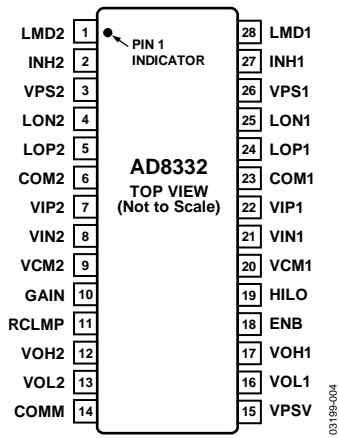 LMD2 1 28 LMD1
PIN 1
INDICATOR
INH2 2 27 INH1
VPS2 3 26 VPS1
LON2 4 25 LON1
LOP2 5 24 LOP1
COM2 6 23 COM1
AD8332
TOP VIEW
(Not to Scale)
VIP2 7 22 VIP1
VIN2 8 21 VIN1
VCM2 9 20 VCM1
GAIN 10 19 HILO
RCLMP 11 18 ENB
VOH2 12 17 VOH1
VOL2 13 16 VOL1
COMM 14 15 VPSV
03199-004